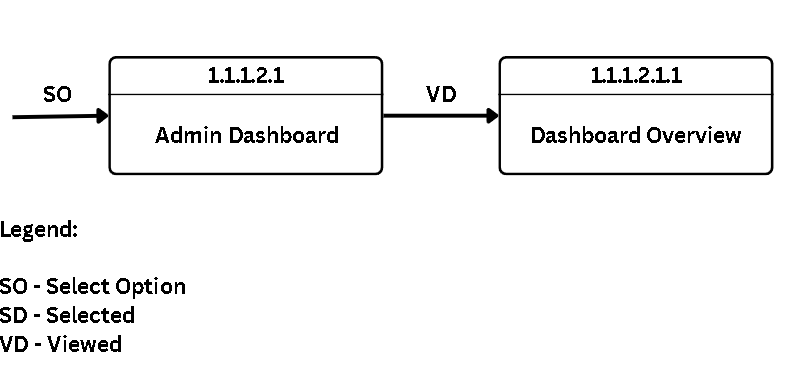 1.1.1.2.1
1.1.1.2.1.1
SO
VD
Admin Dashboard
Dashboard Overview
Legend:
SO - Select Option
SD - Selected
VD - Viewed